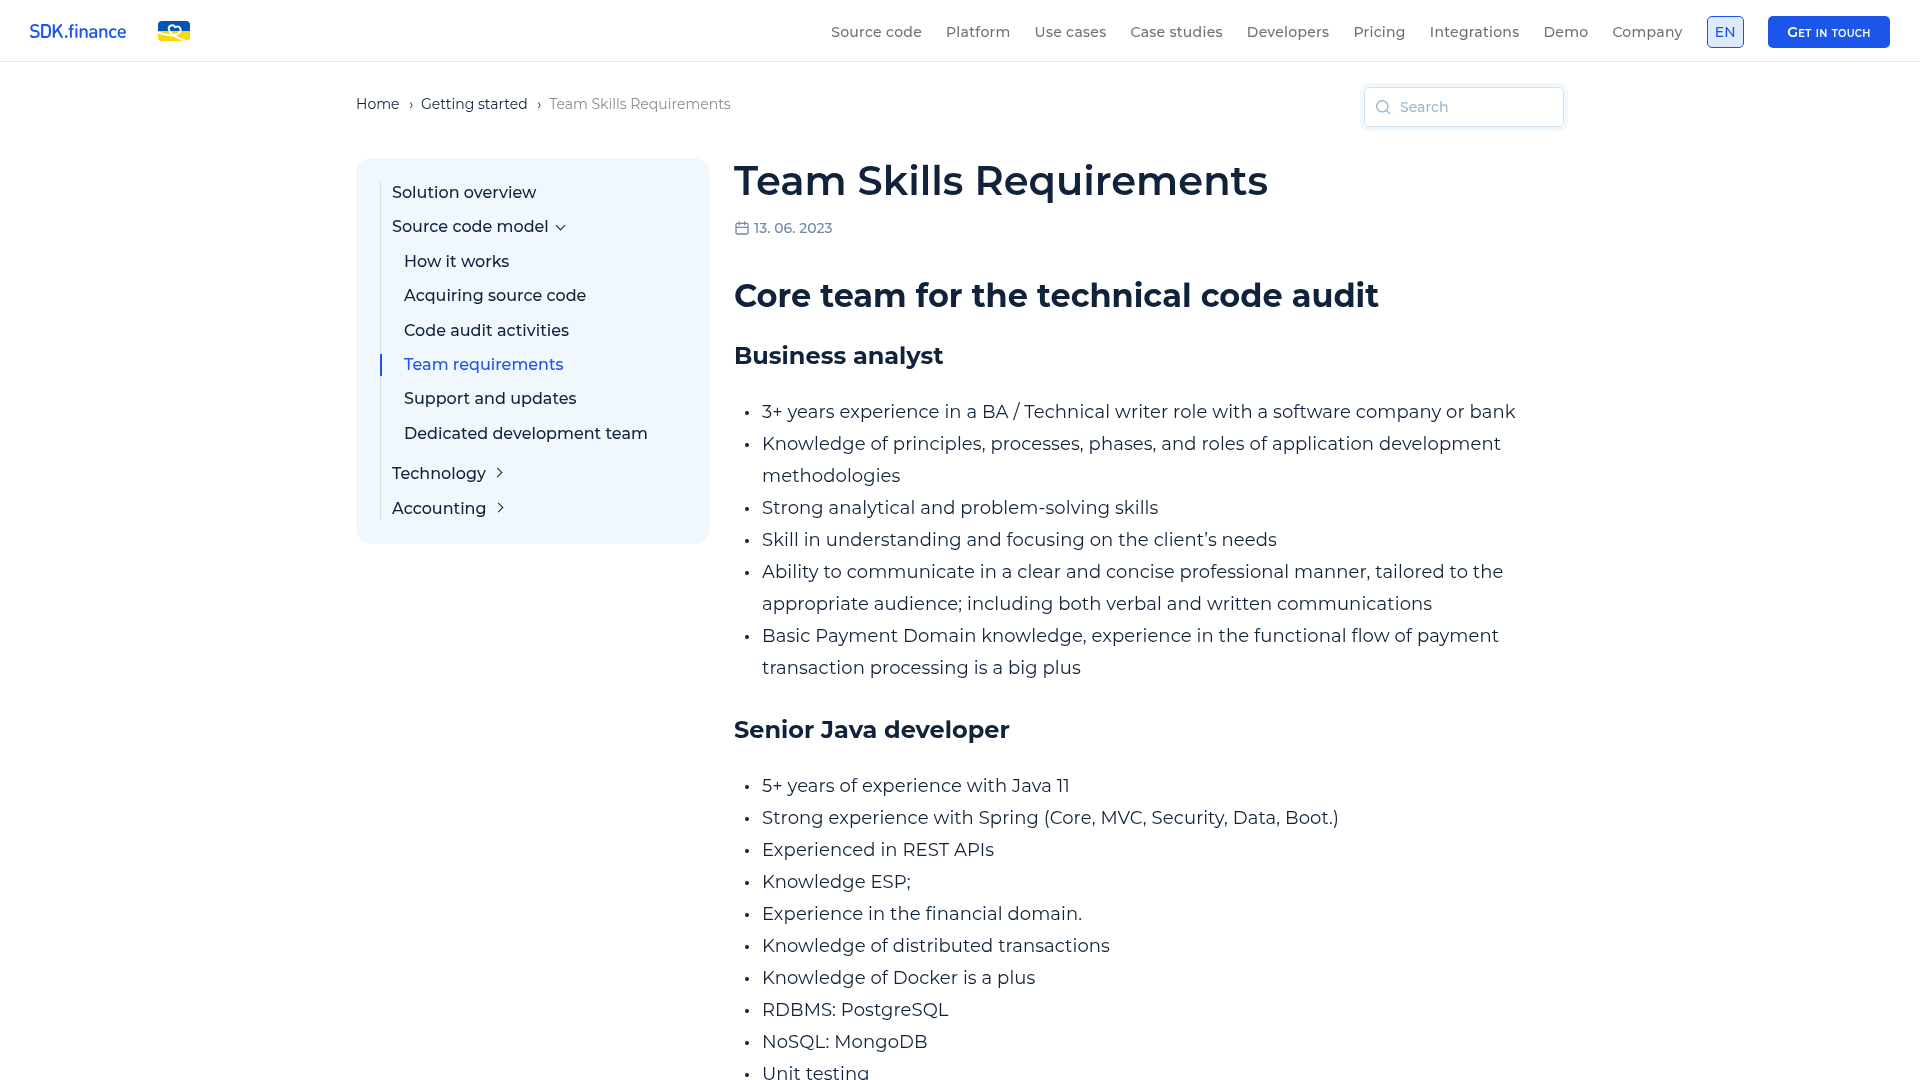 SDK.finance
Source code
Platform
Use cases
Case studies
Developers
Pricing
Integrations
Demo
Company
EN
Get in touch
Home › Getting started › Team Skills Requirements
Search
Solution overview
Source code model
How it works
Acquiring source code
Code audit activities
Team requirements
Support and updates
Dedicated development team
Technology
Accounting
Team Skills Requirements
13. 06. 2023
Core team for the technical code audit
Business analyst
• 3+ years experience in a BA / Technical writer role with a software company or bank
• Knowledge of principles, processes, phases, and roles of application development
methodologies
• Strong analytical and problem-solving skills
• Skill in understanding and focusing on the client’s needs
• Ability to communicate in a clear and concise professional manner, tailored to the
appropriate audience; including both verbal and written communications
• Basic Payment Domain knowledge, experience in the functional flow of payment
transaction processing is a big plus
Senior Java developer
• 5+ years of experience with Java 11
• Strong experience with Spring (Core, MVC, Security, Data, Boot.)
• Experienced in REST APIs
• Knowledge ESP;
• Experience in the financial domain.
• Knowledge of distributed transactions
• Knowledge of Docker is a plus
• RDBMS: PostgreSQL
• NoSQL: MongoDB
• Unit testing